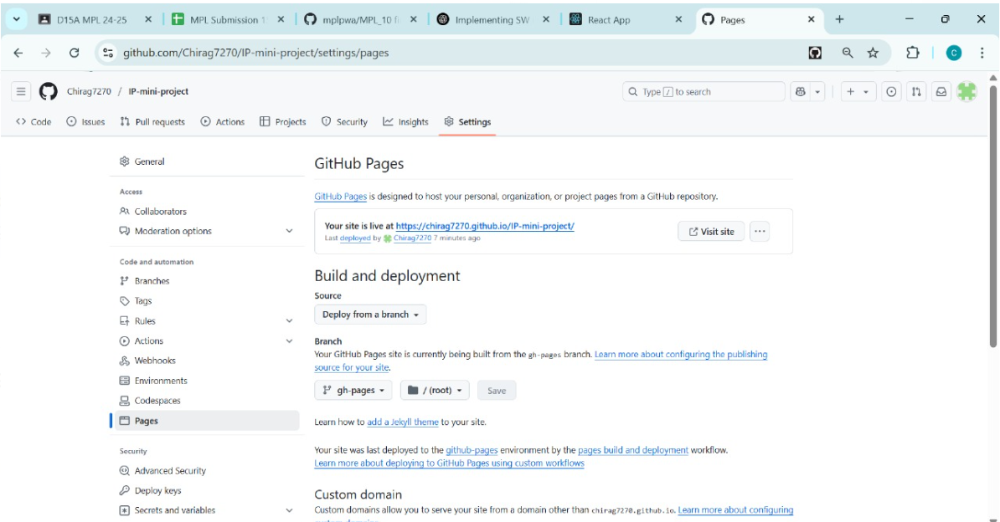 D15A MPL 24-25
MPL Submission 1
mplpwa/MPL_10 fi
Implementing SW
React App
Pages
github.com/Chirag7270/IP-mini-project/settings/pages
C
Chirag7270 / IP-mini-project
Type / to search
Code Issues Pull requests Actions Projects Security Insights Settings
General
Access
Collaborators
Moderation options
Code and automation
Branches
Tags
Rules
Actions
Webhooks
Environments
Codespaces
Pages
Security
Advanced Security
Deploy keys
Secrets and variables
GitHub Pages
GitHub Pages is designed to host your personal, organization, or project pages from a GitHub repository.
Your site is live at https://chirag7270.github.io/IP-mini-project/
Last deployed by Chirag7270 7 minutes ago
Visit site
Build and deployment
Source
Deploy from a branch
Branch
Your GitHub Pages site is currently being built from the gh-pages branch. Learn more about configuring the publishing
source for your site.
gh-pages / (root) Save
Learn how to add a Jekyll theme to your site.
Your site was last deployed to the github-pages environment by the pages build and deployment workflow.
Learn more about deploying to GitHub Pages using custom workflows
Custom domain
Custom domains allow you to serve your site from a domain other than chirag7270.github.io. Learn more about configuring